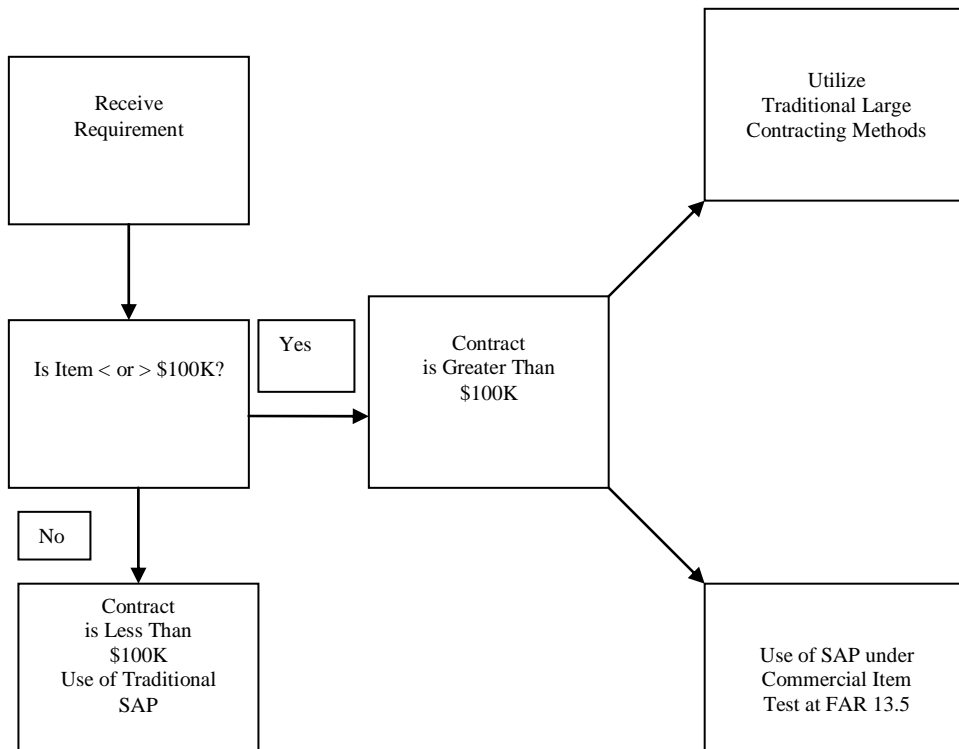 Receive
Requirement
Utilize
Traditional Large
Contracting Methods
Is Item < or > $100K?
Yes
Contract
is Greater Than
$100K
No
Contract
is Less Than
$100K
Use of Traditional
SAP
Use of SAP under
Commercial Item
Test at FAR 13.5